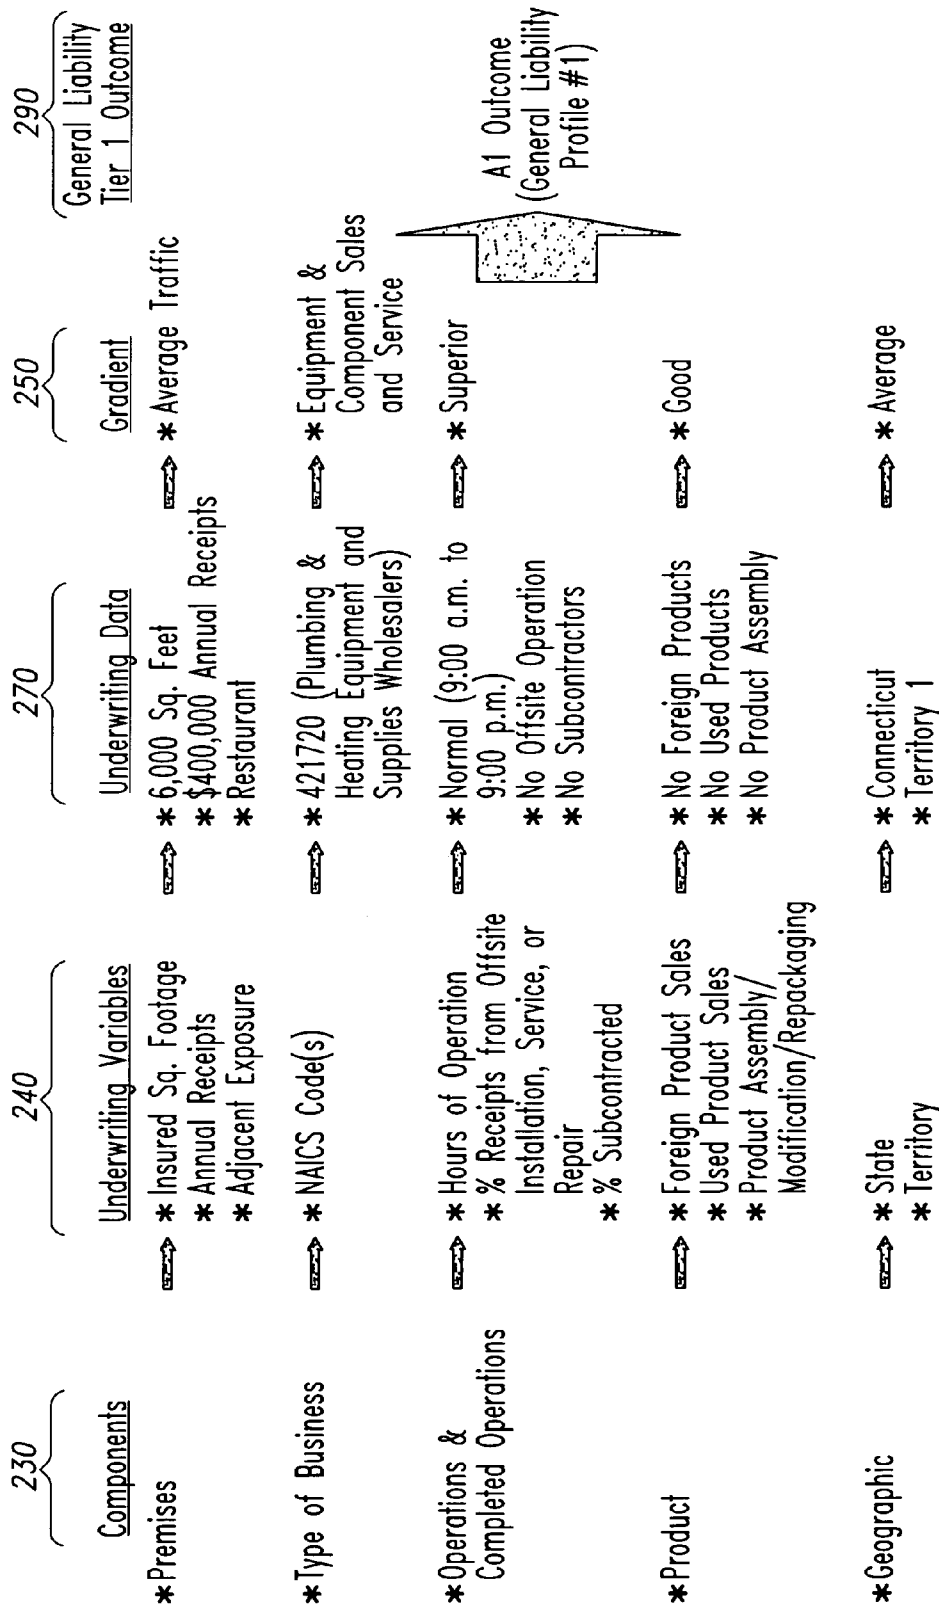 230
Components
*Premises
*Type of Business
*Operations &
Completed Operations
*Product
*Geographic
240
Underwriting Variables
* Insured Sq. Footage
* Annual Receipts
* Adjacent Exposure
* NAICS Code(s)
* Hours of Operation
* % Receipts from Offsite
Installation, Service, or
Repair
* % Subcontracted
* Foreign Product Sales
* Used Product Sales
* Product Assembly/
Modification/Repackaging
* State
* Territory
270
Underwriting Data
* 6,000 Sq. Feet
* $400,000 Annual Receipts
* Restaurant
* 421720 (Plumbing &
Heating Equipment and
Supplies Wholesalers)
* Normal (9:00 a.m. to
9:00 p.m.)
* No Offsite Operation
* No Subcontractors
* No Foreign Products
* No Used Products
* No Product Assembly
* Connecticut
* Territory 1
250
Gradient
* Average Traffic
* Equipment &
Component Sales
and Service
* Superior
* Good
* Average
290
General Liability
Tier 1 Outcome
A1 Outcome
(General Liability
Profile #1)